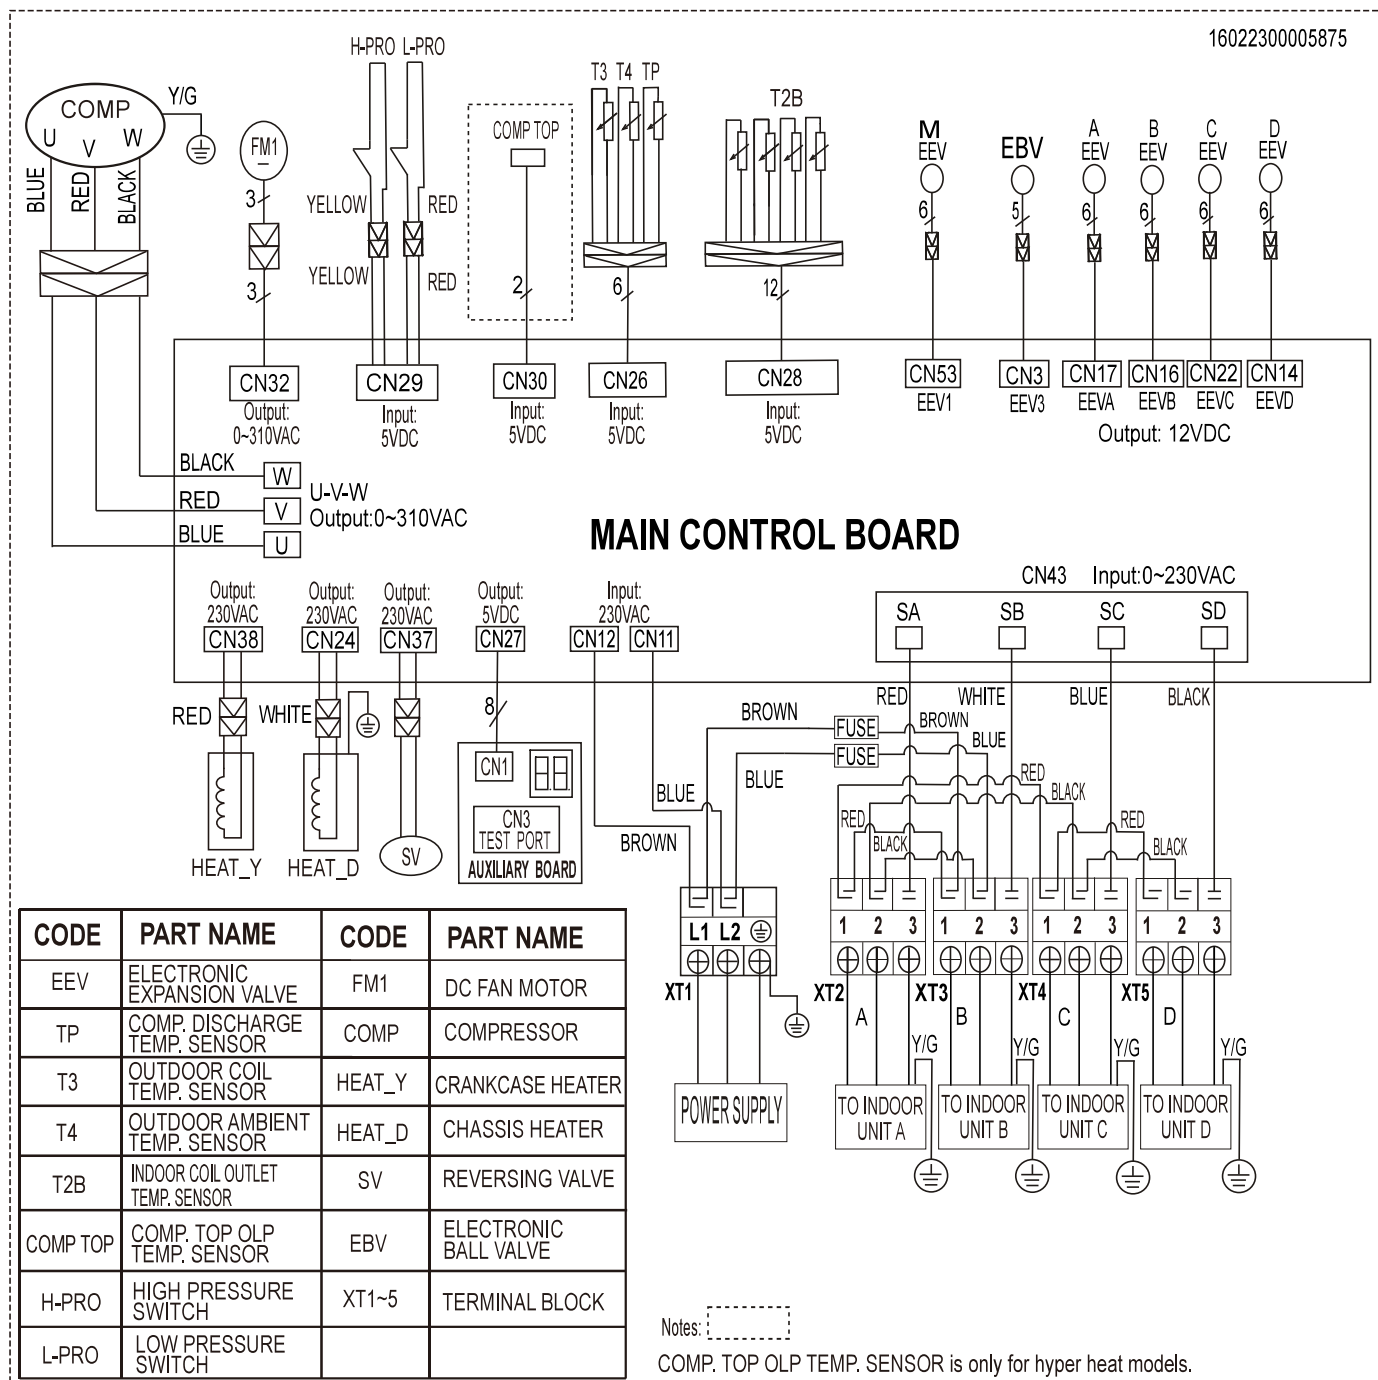 16022300005875
H-PRO L-PRO
COMP
U
V
W
Y/G
BLUE
RED
BLACK
FM1
3
3
YELLOW
RED
YELLOW
RED
COMP TOP
2
T3 T4 TP
6
T2B
12
M
EEV
6
EBV
5
A
EEV
6
B
EEV
6
C
EEV
6
D
EEV
6
CN32
Output:
0~310VAC
CN29
Input:
5VDC
CN30
Input:
5VDC
CN26
Input:
5VDC
CN28
Input:
5VDC
CN53
EEV1
CN3
EEV3
CN17
EEVA
CN16
EEVB
CN22
EEVC
CN14
EEVD
Output: 12VDC
BLACK
W
RED
V
BLUE
U
U-V-W
Output:0~310VAC
MAIN CONTROL BOARD
Output:
230VAC
CN38
Output:
230VAC
CN24
Output:
230VAC
CN37
Output:
5VDC
CN27
Input:
230VAC
CN12
CN11
CN43 Input:0~230VAC
SA
SB
SC
SD
RED
WHITE
BLUE
BLACK
RED
HEAT_Y
WHITE
HEAT_D
SV
8
CN1
CN3
TEST PORT
AUXILIARY BOARD
BROWN
FUSE
BROWN
FUSE
BLUE
BLUE
BLUE
BROWN
RED
BLACK
RED
BLACK
RED
BLACK
L1 L2
XT1
POWER SUPPLY
1 2 3
1 2 3
1 2 3
1 2 3
XT2
A
XT3
B
XT4
C
XT5
D
Y/G
Y/G
Y/G
Y/G
TO INDOOR
UNIT A
TO INDOOR
UNIT B
TO INDOOR
UNIT C
TO INDOOR
UNIT D
CODE PART NAME CODE PART NAME
EEV ELECTRONIC
EXPANSION VALVE FM1 DC FAN MOTOR
TP COMP. DISCHARGE
TEMP. SENSOR COMP COMPRESSOR
T3 OUTDOOR COIL
TEMP. SENSOR HEAT_Y CRANKCASE HEATER
T4 OUTDOOR AMBIENT
TEMP. SENSOR HEAT_D CHASSIS HEATER
T2B INDOOR COIL OUTLET
TEMP. SENSOR SV REVERSING VALVE
COMP TOP COMP. TOP OLP
TEMP. SENSOR EBV ELECTRONIC
BALL VALVE
H-PRO HIGH PRESSURE
SWITCH XT1~5 TERMINAL BLOCK
L-PRO LOW PRESSURE
SWITCH
Notes:
COMP. TOP OLP TEMP. SENSOR is only for hyper heat models.